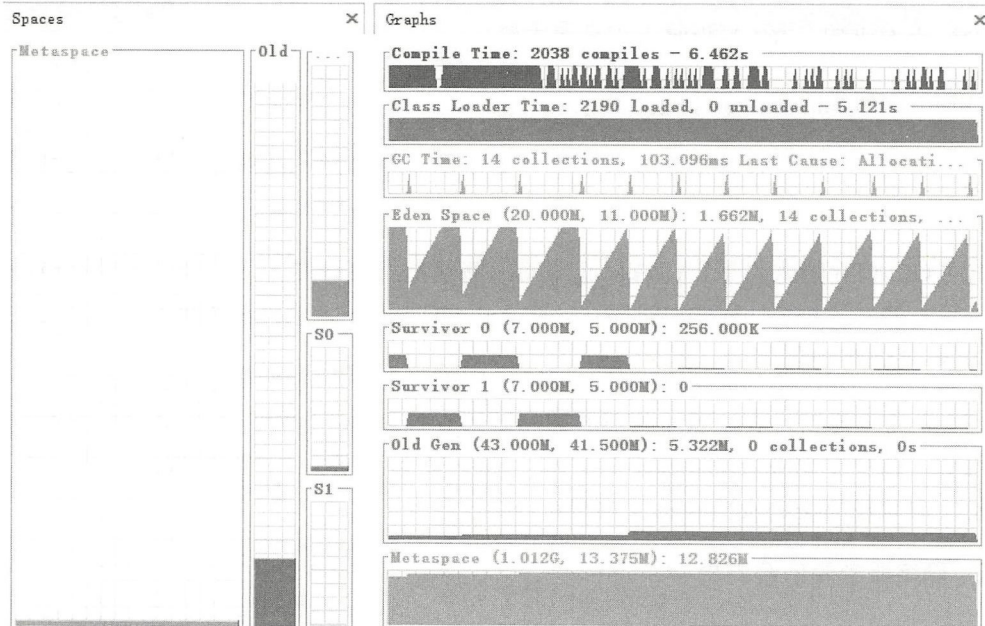 Spaces
Metaspace
Old
...
S0
S1
Graphs
Compile Time: 2038 compiles - 6.462s
Class Loader Time: 2190 loaded, 0 unloaded - 5.121s
GC Time: 14 collections, 103.096ms Last Cause: Allocati...
Eden Space (20.000M, 11.000M): 1.662M, 14 collections, ...
Survivor 0 (7.000M, 5.000M): 256.000K
Survivor 1 (7.000M, 5.000M): 0
Old Gen (43.000M, 41.500M): 5.322M, 0 collections, 0s
Metaspace (1.012G, 13.375M): 12.826M